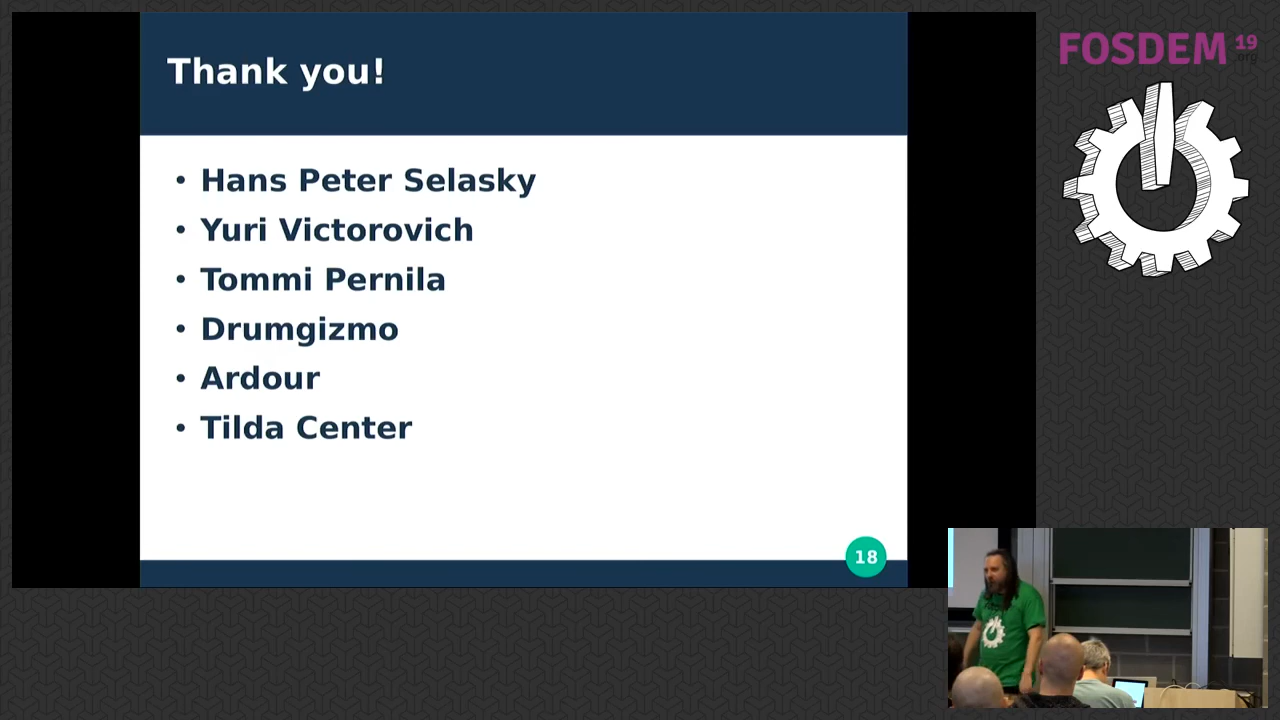 Thank you!
• Hans Peter Selasky
• Yuri Victorovich
• Tommi Pernila
• Drumgizmo
• Ardour
• Tilda Center
18
FOSDEM 19
.org